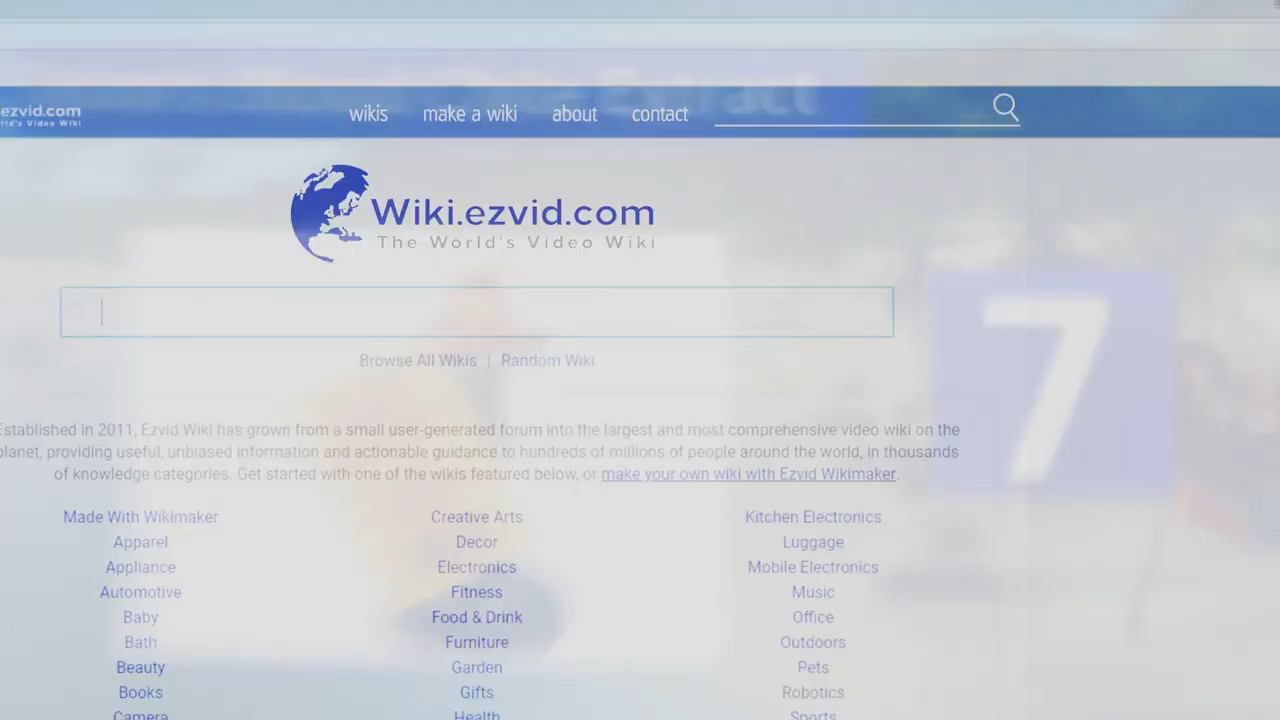 ezvid.com
wikis make a wiki about contact
Wiki.ezvid.com
The World's Video Wiki
Browse All Wikis | Random Wiki
Established in 2011, Ezvid Wiki has grown from a small user-generated forum into the largest and most comprehensive video wiki on the
planet, providing useful, unbiased information and actionable guidance to hundreds of millions of people around the world, in thousands
of knowledge categories. Get started with one of the wikis featured below, or make your own wiki with Ezvid Wikimaker.
7
Made With Wikimaker Creative Arts Kitchen Electronics
Apparel Decor Luggage
Appliance Electronics Mobile Electronics
Automotive Fitness Music
Baby Food & Drink Office
Bath Furniture Outdoors
Beauty Garden Pets
Books Gifts Robotics
Camera Health Sports